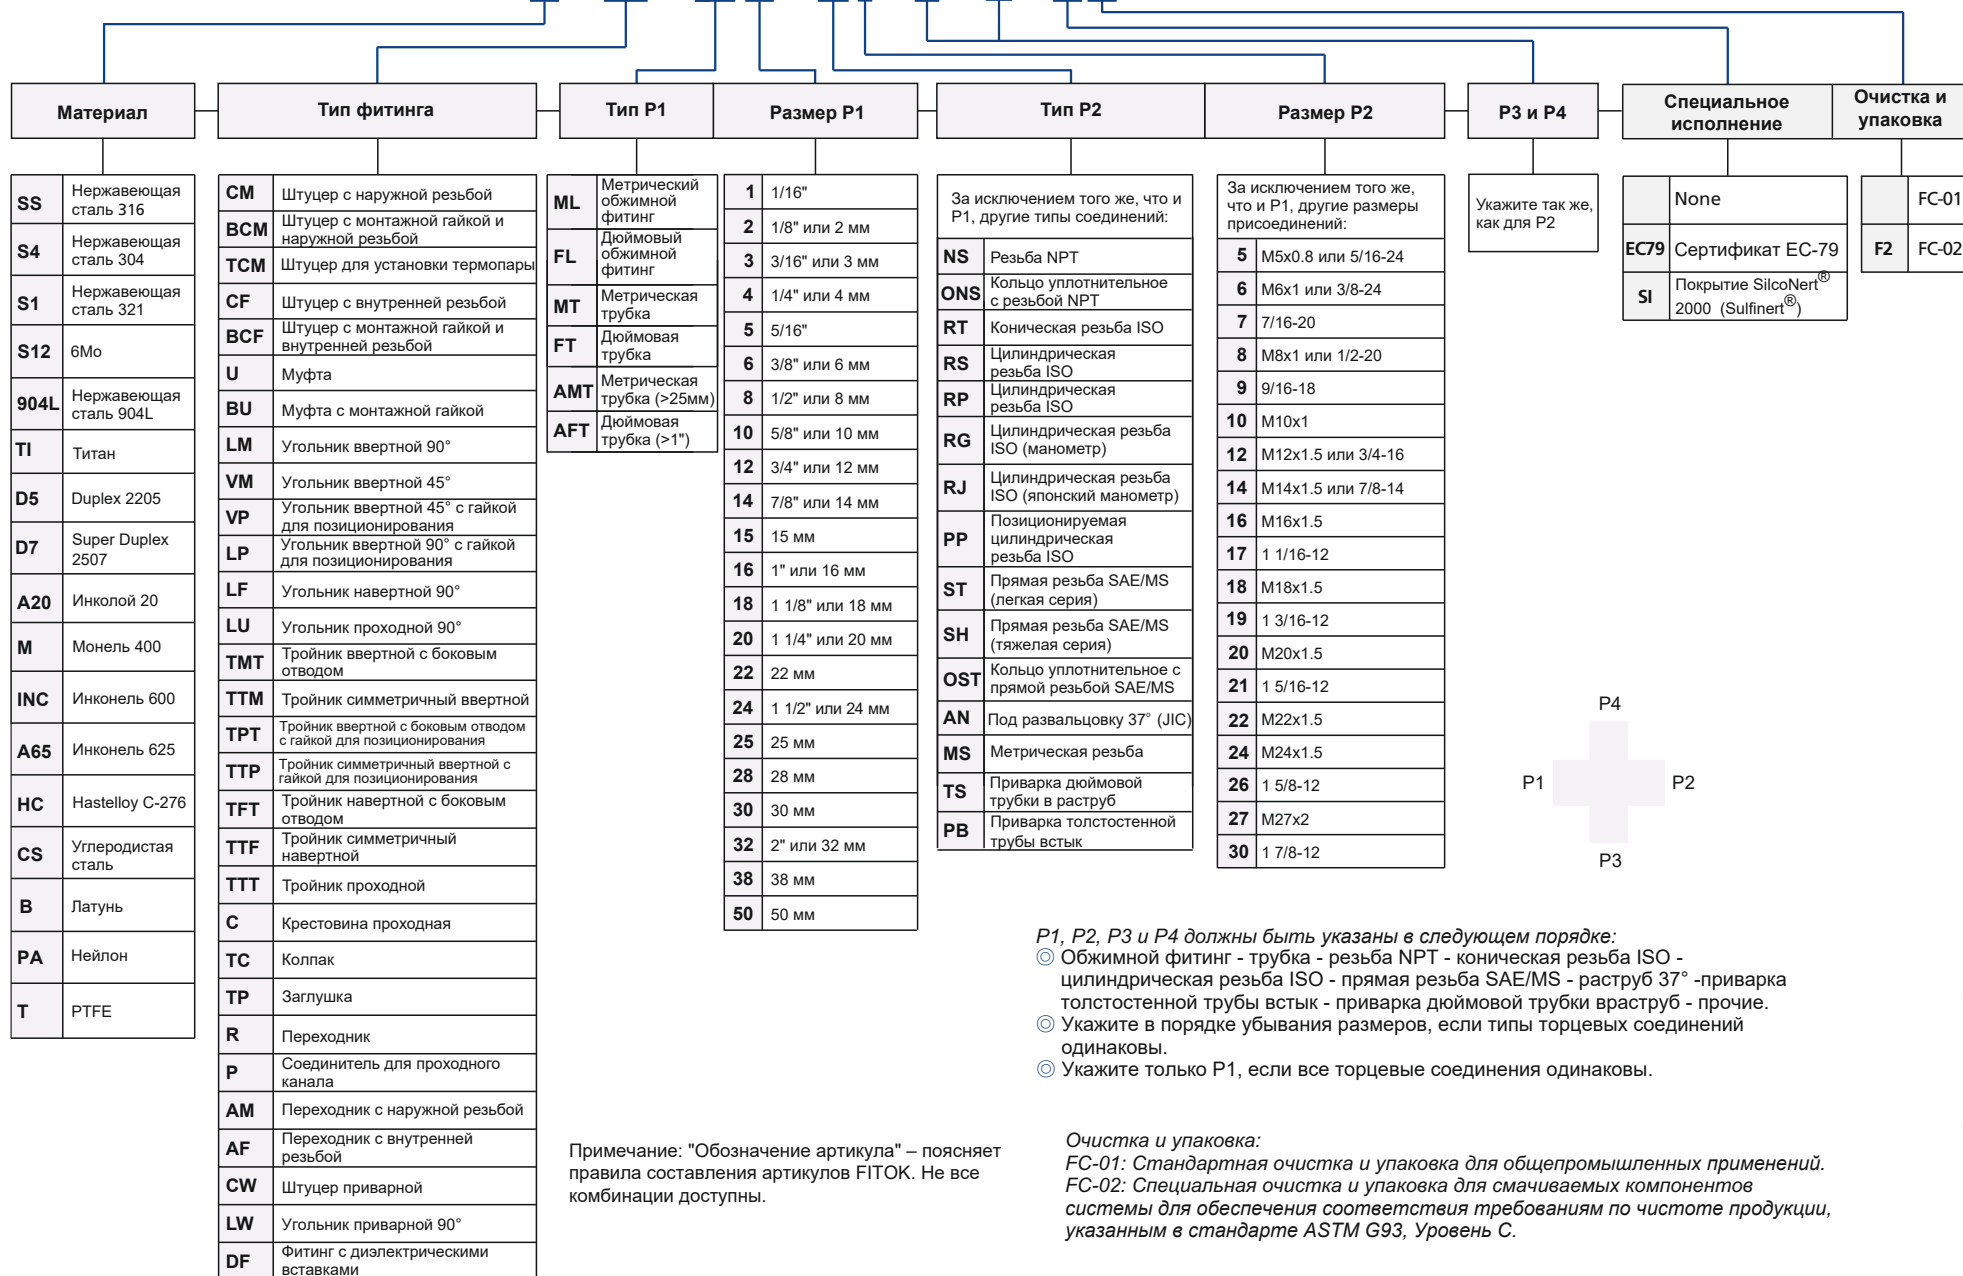 Материал
Тип фитинга
Тип P1
Размер P1
Тип P2
Размер P2
P3 и P4
Специальное
исполнение
Очистка и
упаковка
SS Нержавеющая
сталь 316
S4 Нержавеющая
сталь 304
S1 Нержавеющая
сталь 321
S12 6Mo
904L Нержавеющая
сталь 904L
TI Титан
D5 Duplex 2205
D7 Super Duplex
2507
A20 Инколой 20
M Монель 400
INC Инконель 600
A65 Инконель 625
HC Hastelloy C-276
CS Углеродистая
сталь
B Латунь
PA Нейлон
T PTFE
CM Штуцер с наружной резьбой
BCM Штуцер с монтажной гайкой и
наружной резьбой
TCM Штуцер для установки термопары
CF Штуцер с внутренней резьбой
BCF Штуцер с монтажной гайкой и
внутренней резьбой
U Муфта
BU Муфта с монтажной гайкой
LM Угольник ввертной 90°
VM Угольник ввертной 45°
VP Угольник ввертной 45° с гайкой
для позиционирования
LP Угольник ввертной 90° с гайкой
для позиционирования
LF Угольник навертной 90°
LU Угольник проходной 90°
TMT Тройник ввертной с боковым
отводом
TTM Тройник симметричный ввертной
TPT Тройник ввертной с боковым отводом
с гайкой для позиционирования
TTP Тройник симметричный ввертной с
гайкой для позиционирования
TFT Тройник навертной с боковым
отводом
TTF Тройник симметричный
навертной
TTT Тройник проходной
C Крестовина проходная
TC Колпак
TP Заглушка
R Переходник
P Соединитель для проходного
канала
AM Переходник с наружной резьбой
AF Переходник с внутренней
резьбой
CW Штуцер приварной
LW Угольник приварной 90°
DF Фитинг с диэлектрическими
вставками
ML Метрический
обжимной
фитинг
FL Дюймовый
обжимной
фитинг
MT Метрическая
трубка
FT Дюймовая
трубка
AMT Метрическая
трубка (>25мм)
AFT Дюймовая
трубка (>1")
1 1/16"
2 1/8" или 2 мм
3 3/16" или 3 мм
4 1/4" или 4 мм
5 5/16"
6 3/8" или 6 мм
8 1/2" или 8 мм
10 5/8" или 10 мм
12 3/4" или 12 мм
14 7/8" или 14 мм
15 15 мм
16 1" или 16 мм
18 1 1/8" или 18 мм
20 1 1/4" или 20 мм
22 22 мм
24 1 1/2" или 24 мм
25 25 мм
28 28 мм
30 30 мм
32 2" или 32 мм
38 38 мм
50 50 мм
За исключением того же, что и
P1, другие типы соединений:
NS Резьба NPT
ONS Кольцо уплотнительное
с резьбой NPT
RT Коническая резьба ISO
RS Цилиндрическая
резьба ISO
RP Цилиндрическая
резьба ISO
RG Цилиндрическая резьба
ISO (манометр)
RJ Цилиндрическая резьба
ISO (японский манометр)
PP Позиционируемая
цилиндрическая
резьба ISO
ST Прямая резьба SAE/MS
(легкая серия)
SH Прямая резьба SAE/MS
(тяжелая серия)
OST Кольцо уплотнительное с
прямой резьбой SAE/MS
AN Под развальцовку 37° (JIC)
MS Метрическая резьба
TS Приварка дюймовой
трубки в раструб
PB Приварка толстостенной
трубы встык
За исключением того же,
что и P1, другие размеры
присоединений:
5 M5x0.8 или 5/16-24
6 M6x1 или 3/8-24
7 7/16-20
8 M8x1 или 1/2-20
9 9/16-18
10 M10x1
12 M12x1.5 или 3/4-16
14 M14x1.5 или 7/8-14
16 M16x1.5
17 1 1/16-12
18 M18x1.5
19 1 3/16-12
20 M20x1.5
21 1 5/16-12
22 M22x1.5
24 M24x1.5
26 1 5/8-12
27 M27x2
30 1 7/8-12
Укажите так же,
как для P2
None
EC79 Сертификат EC-79
SI Покрытие SilcoNert®
2000 (Sulfinert®)
FC-01
F2 FC-02
P4
P1 P2
P3
P1, P2, P3 и P4 должны быть указаны в следующем порядке:
◎ Обжимной фитинг - трубка - резьба NPT - коническая резьба ISO -
цилиндрическая резьба ISO - прямая резьба SAE/MS - раструб 37° -приварка
толстостенной трубы встык - приварка дюймовой трубки враструб - прочие.
◎ Укажите в порядке убывания размеров, если типы торцевых соединений
одинаковы.
◎ Укажите только P1, если все торцевые соединения одинаковы.
Примечание: "Обозначение артикула" – поясняет
правила составления артикулов FITOK. Не все
комбинации доступны.
Очистка и упаковка:
FC-01: Стандартная очистка и упаковка для общепромышленных применений.
FC-02: Специальная очистка и упаковка для смачиваемых компонентов
системы для обеспечения соответствия требованиям по чистоте продукции,
указанным в стандарте ASTM G93, Уровень С.